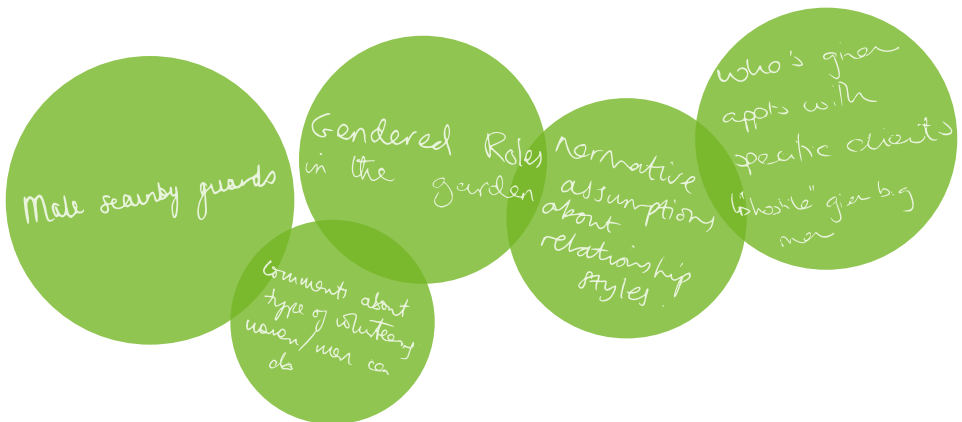 Male security guards
comments about
type of volunteering
women/men can
do
Gendered Roles
in the garden
normative
assumptions
about
relationship
styles.
who's given
appts with
specific clients
"hostile" given big
men